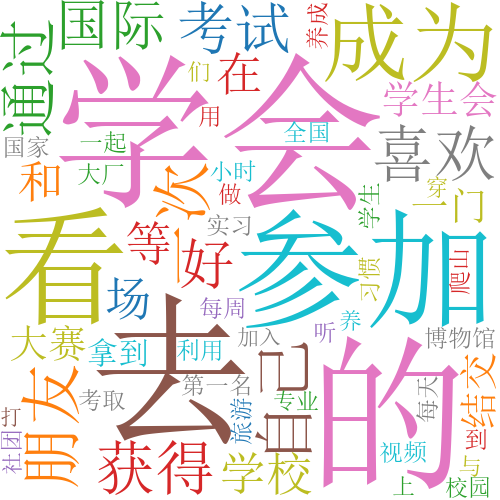 国际
考试
养成
成为
通过
学会
们
在
用
学生会
喜欢
全国
国家
一起
大厂
和
一次
小时
做
实习
学生
穿
一门
看
参加
等
好
场
每周
听
养
习惯
爬山
大赛
拿到
利用
加入
博物馆
去
自己
的
朋友
考取
第一名
旅游
专业
每天
结交
打
社团
获得
学校
视频
到
与
上
校园